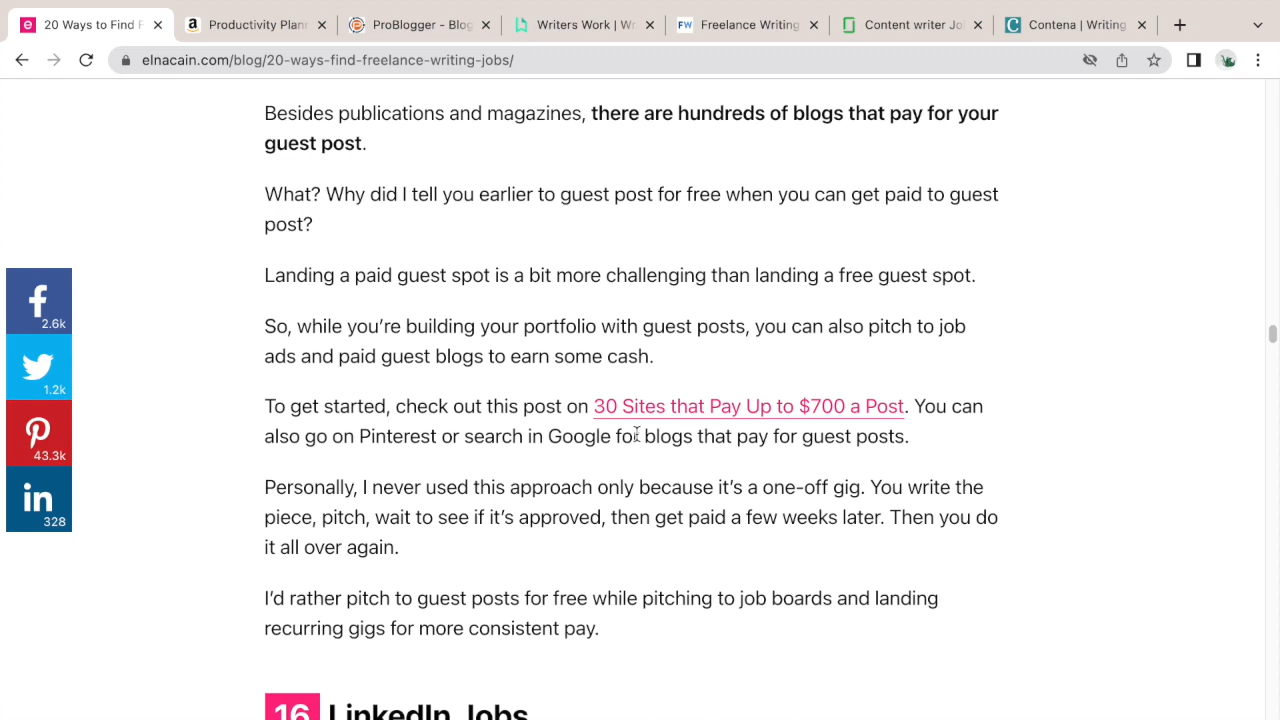 20 Ways to Find F
Productivity Plan
ProBlogger - Blog
Writers Work | Wr
Freelance Writing
Content writer Jo
Contena | Writing
elnacain.com/blog/20-ways-find-freelance-writing-jobs/
Besides publications and magazines, there are hundreds of blogs that pay for your
guest post.
What? Why did I tell you earlier to guest post for free when you can get paid to guest
post?
Landing a paid guest spot is a bit more challenging than landing a free guest spot.
So, while you’re building your portfolio with guest posts, you can also pitch to job
ads and paid guest blogs to earn some cash.
To get started, check out this post on 30 Sites that Pay Up to $700 a Post. You can
also go on Pinterest or search in Google for blogs that pay for guest posts.
Personally, I never used this approach only because it’s a one-off gig. You write the
piece, pitch, wait to see if it’s approved, then get paid a few weeks later. Then you do
it all over again.
I’d rather pitch to guest posts for free while pitching to job boards and landing
recurring gigs for more consistent pay.
16 LinkedIn Jobs
2.6k
1.2k
43.3k
328